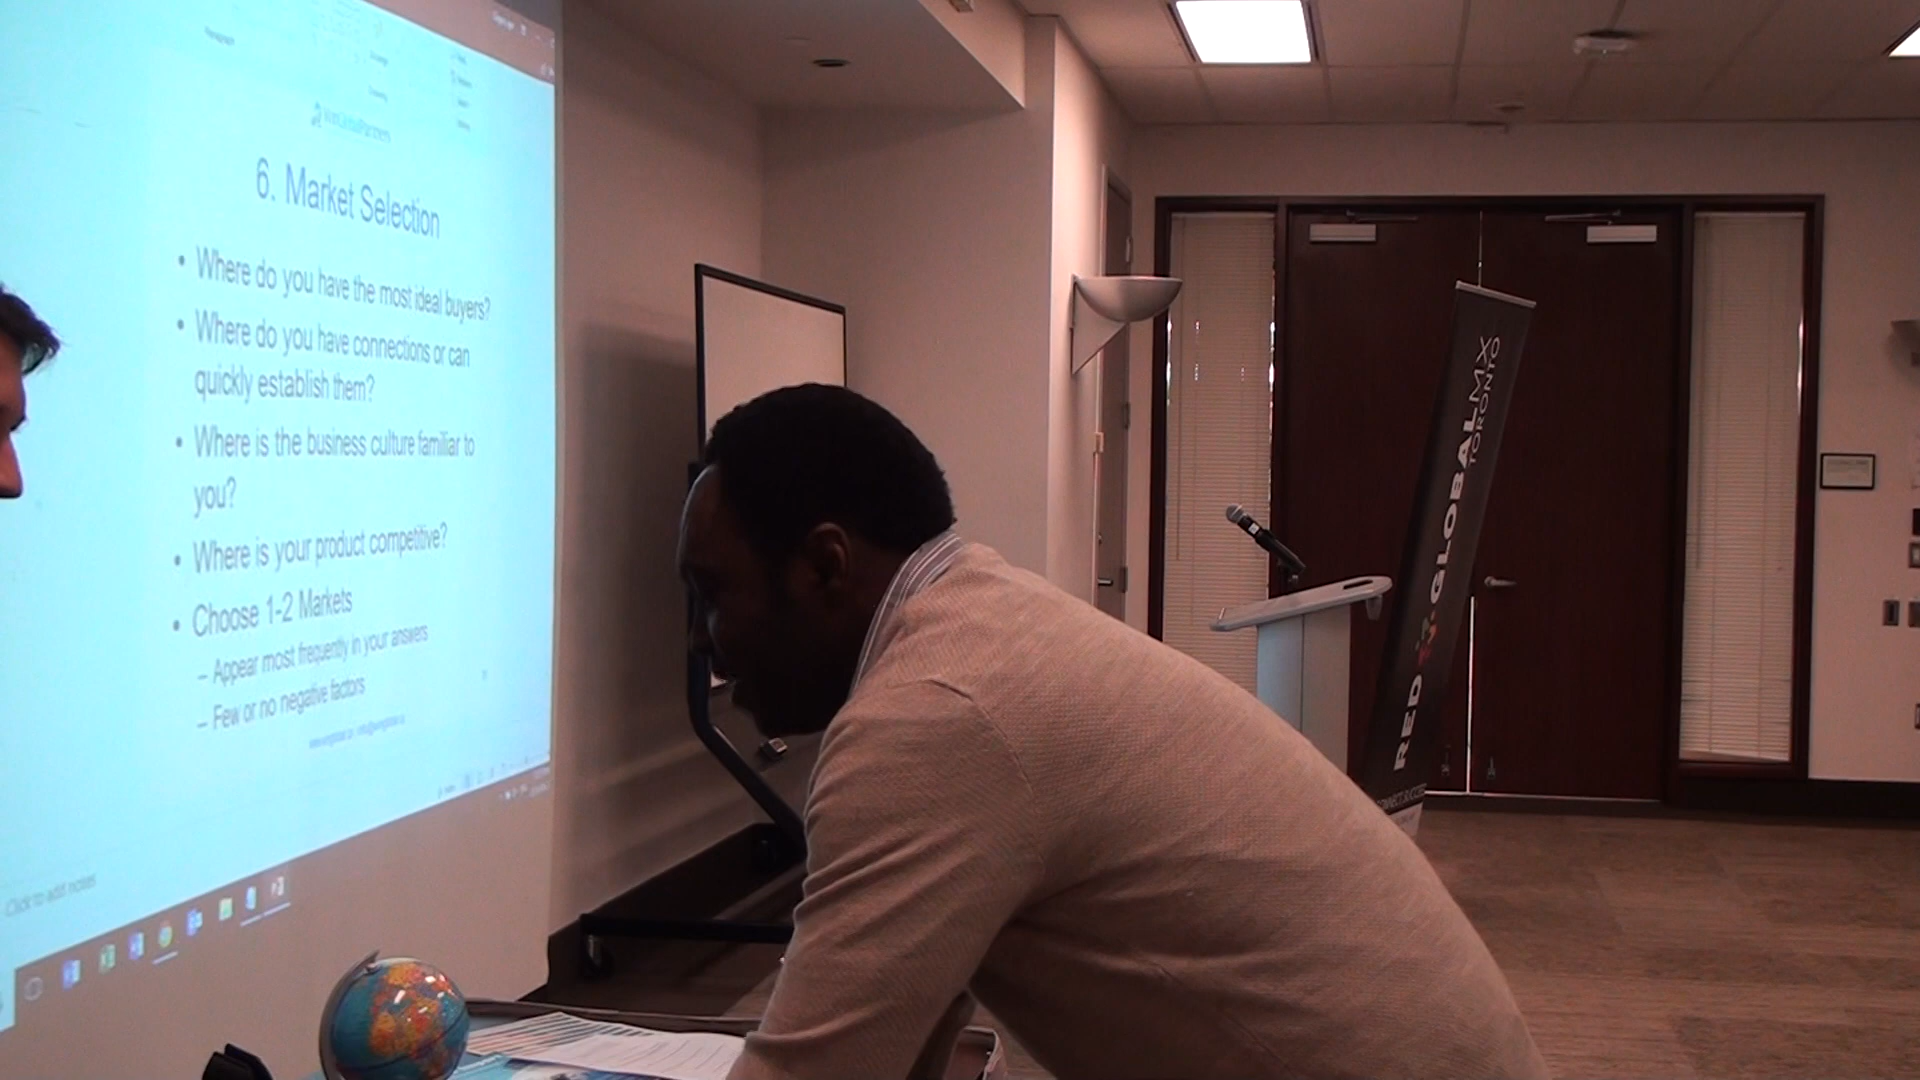 6. Market Selection
• Where do you have the most ideal buyers?
• Where do you have connections or can
quickly establish them?
• Where is the business culture familiar to
you?
• Where is your product competitive?
• Choose 1-2 Markets
– Appear most frequently in your answers
– Few or no negative factors
Click to add notes
RED GLOBALMX
TORONTO